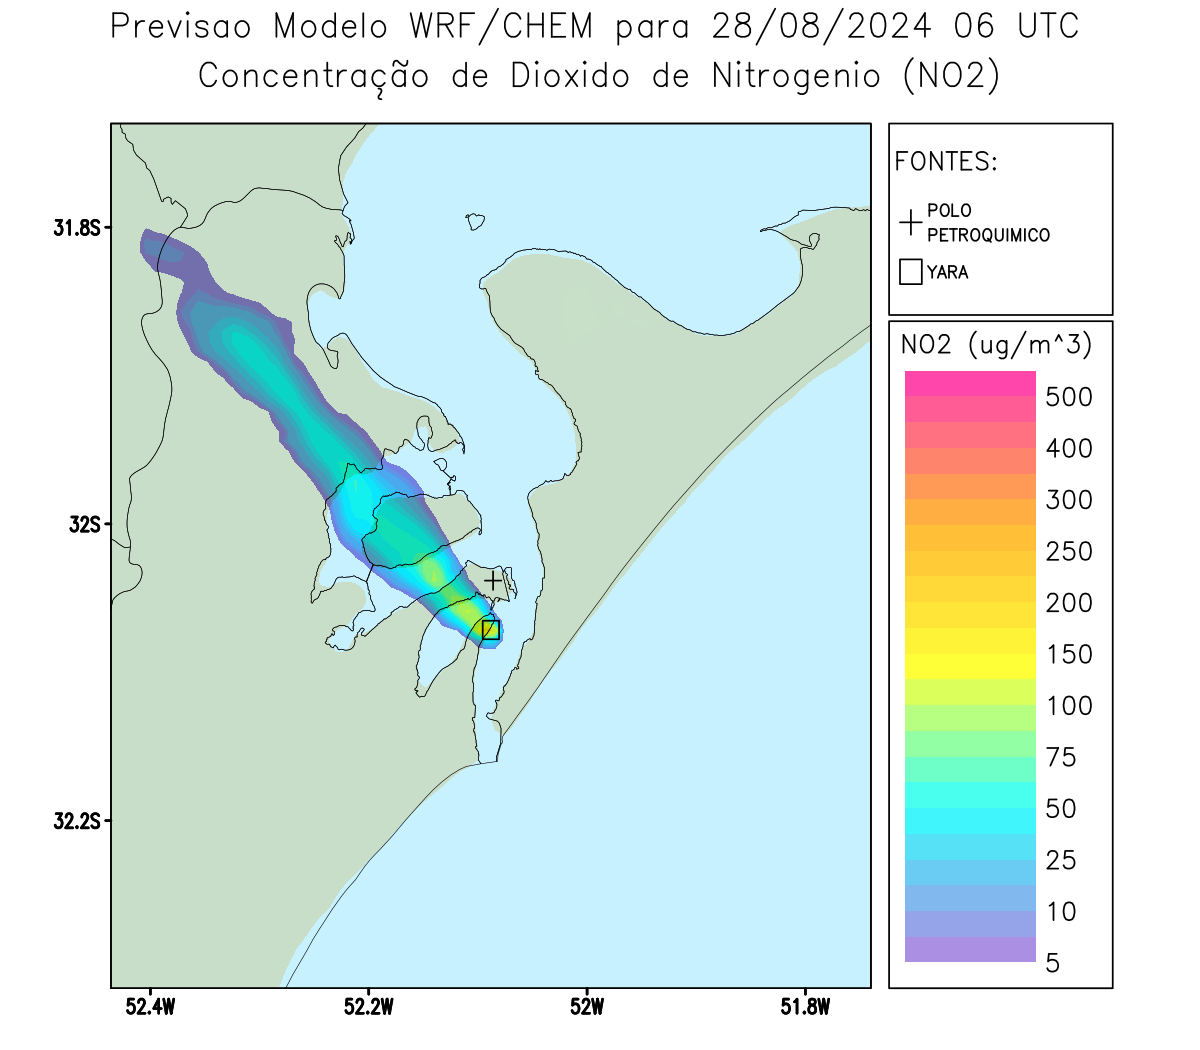 Previsao Modelo WRF/CHEM para 28/08/2024 06 UTC
Concentração de Dioxido de Nitrogenio (NO2)
FONTES:
POLO
PETROQUIMICO
YARA
NO2 (ug/m^3)
500
400
300
250
200
150
100
75
50
25
10
5
31.8S
32S
32.2S
52.4W
52.2W
52W
51.8W